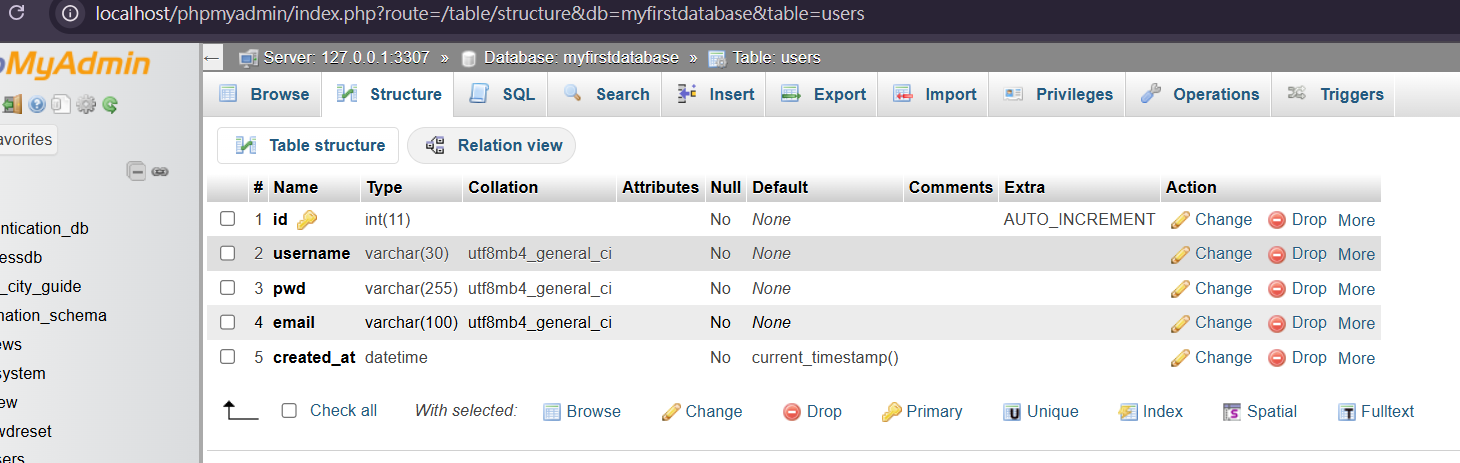 localhost/phpmyadmin/index.php?route=/table/structure&db=myfirstdatabase&table=users
MyAdmin
Server: 127.0.0.1:3307 » Database: myfirstdatabase » Table: users
Browse Structure SQL Search Insert Export Import Privileges Operations Triggers
avorites
Table structure Relation view
# Name Type Collation Attributes Null Default Comments Extra Action
1 id int(11) No None AUTO_INCREMENT Change Drop More
ntication_db
2 username varchar(30) utf8mb4_general_ci No None Change Drop More
essdb
3 pwd varchar(255) utf8mb4_general_ci No None Change Drop More
_city_guide
4 email varchar(100) utf8mb4_general_ci No None Change Drop More
nation_schema
5 created_at datetime No current_timestamp() Change Drop More
ews
system
ew
Check all With selected: Browse Change Drop Primary Unique Index Spatial Fulltext
wdreset
sers